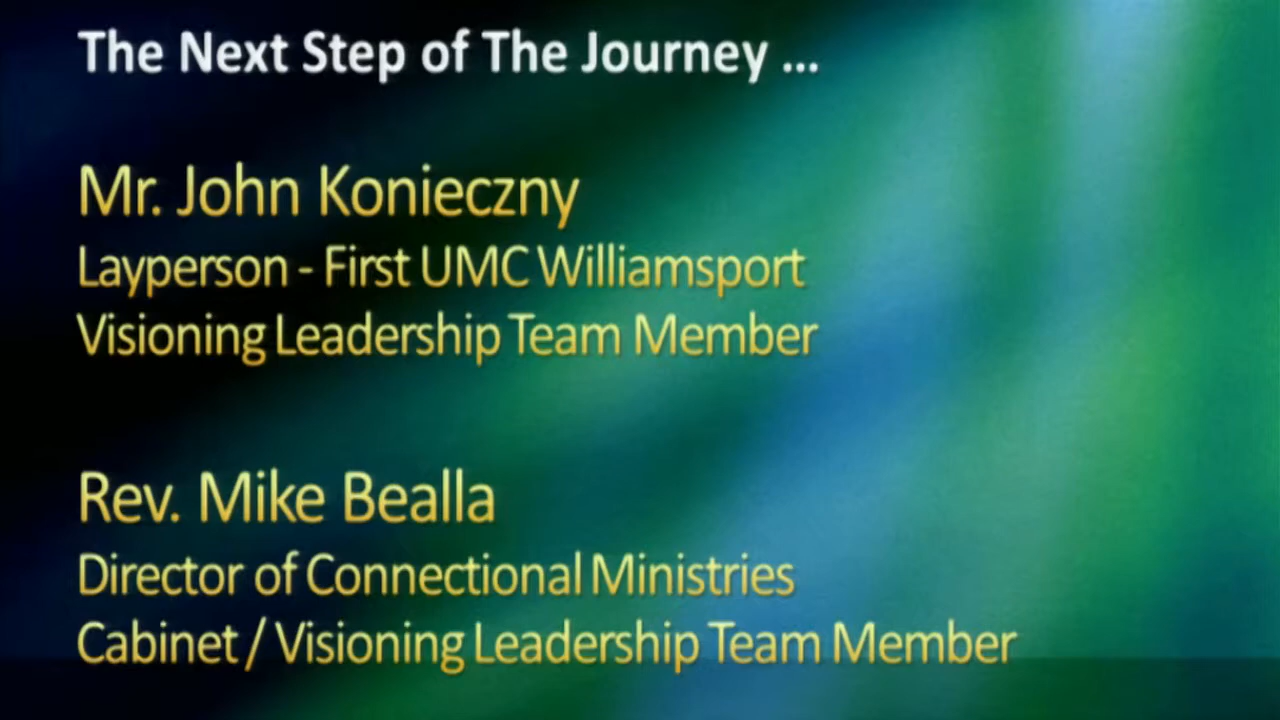 The Next Step of The Journey ...
Mr. John Konieczny
Layperson - First UMC Williamsport
Visioning Leadership Team Member
Rev. Mike Bealla
Director of Connectional Ministries
Cabinet / Visioning Leadership Team Member